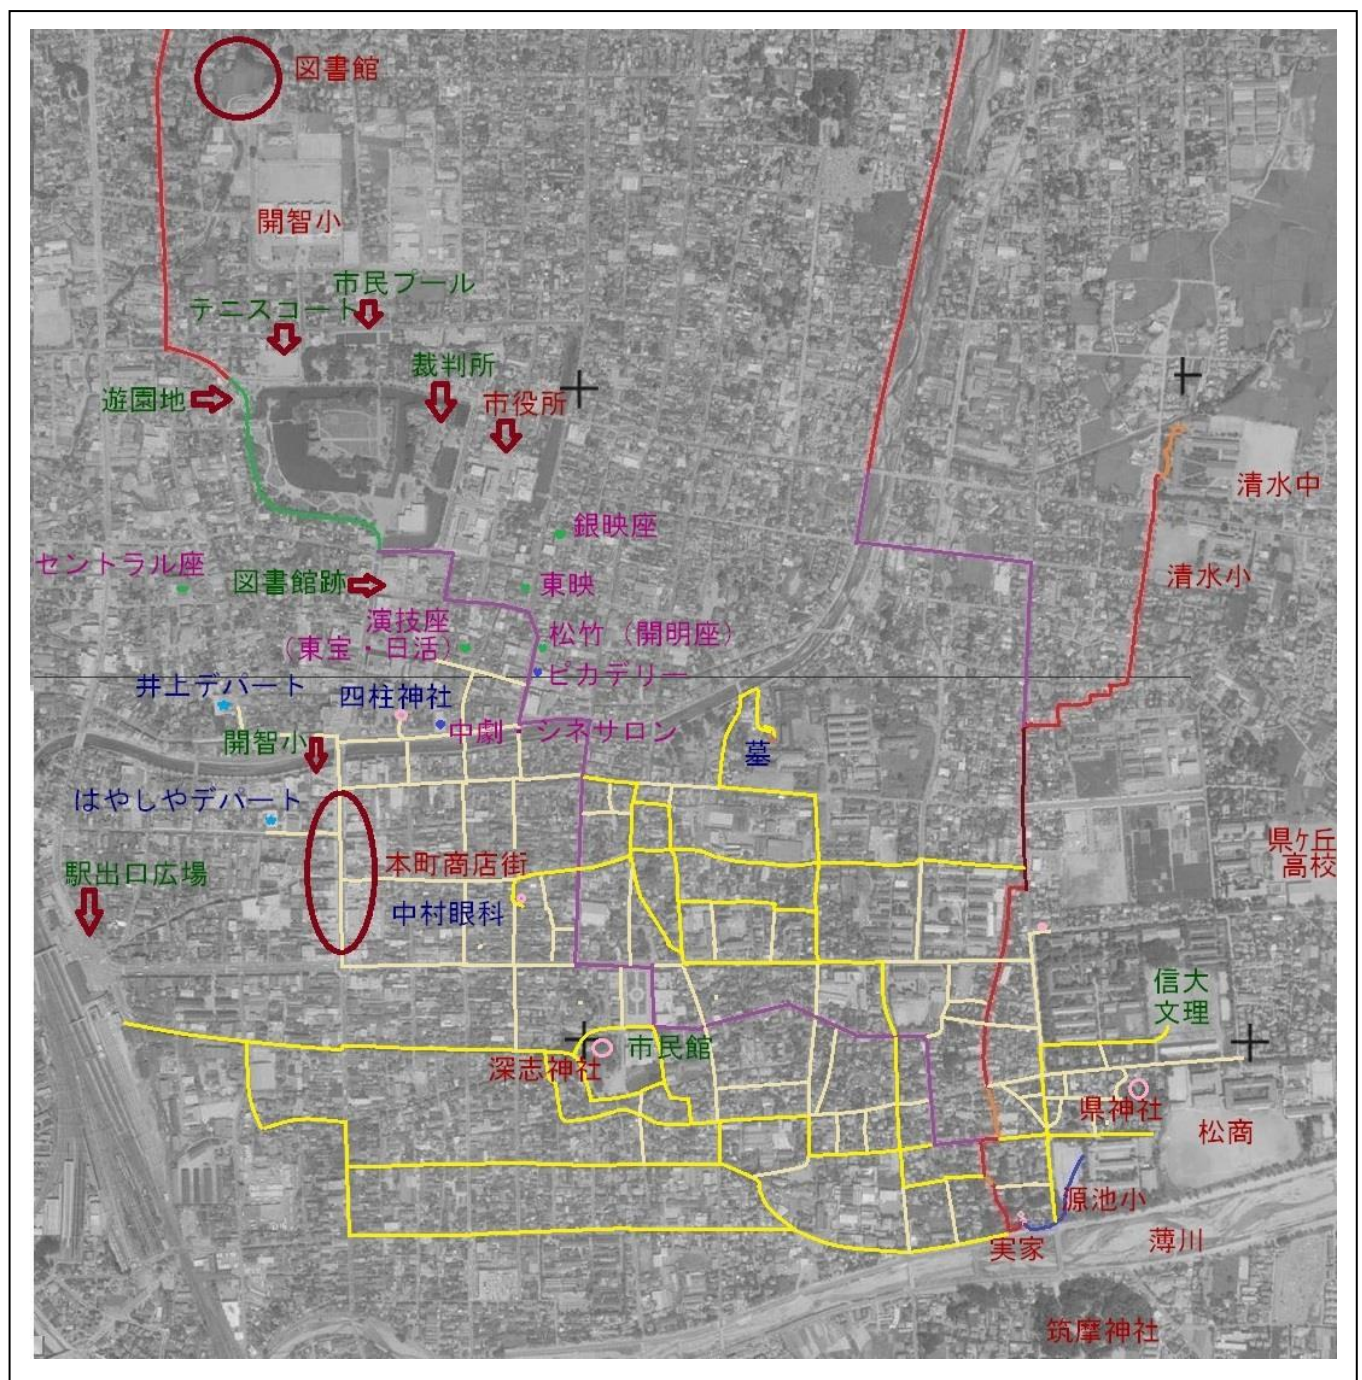 図書館
開智小
市民プール
テニスコート
裁判所
遊園地
市役所
清水中
銀映座
セントラル座
図書館跡
東映
清水小
演技座
（東宝・日活）
松竹（開明座）
ピカデリー
井上デパート
四柱神社
中劇・シネサロン
開智小
墓
はやしやデパート
本町商店街
県ケ丘
高校
駅出口広場
中村眼科
信大
文理
市民館
深志神社
県神社
松商
源池小
実家
薄川
筑摩神社